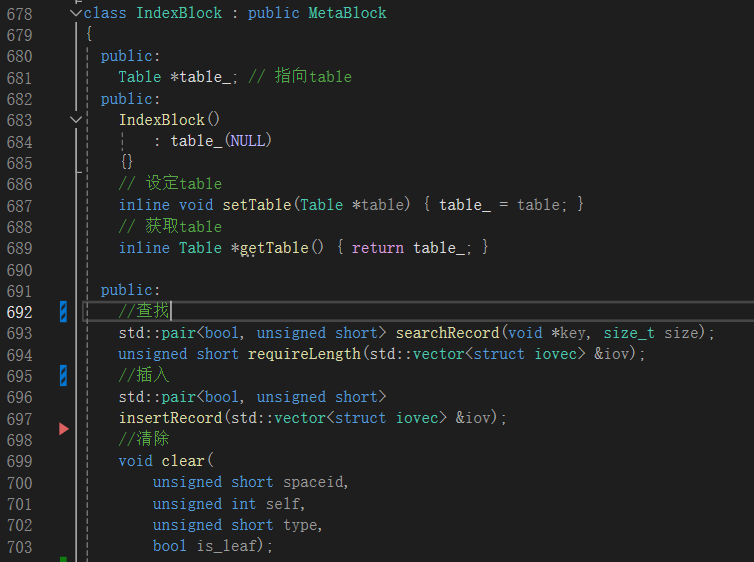 678 class IndexBlock : public MetaBlock
679 {
680 public:
681 Table *table_; // 指向table
682 public:
683 IndexBlock()
684 : table_(NULL)
685 {}
686 // 设定table
687 inline void setTable(Table *table) { table_ = table; }
688 // 获取table
689 inline Table *getTable() { return table_; }
690
691 public:
692 //查找
693 std::pair<bool, unsigned short> searchRecord(void *key, size_t size);
694 unsigned short requireLength(std::vector<struct iovec> &iov);
695 //插入
696 std::pair<bool, unsigned short>
697 insertRecord(std::vector<struct iovec> &iov);
698 //清除
699 void clear(
700 unsigned short spaceid,
701 unsigned int self,
702 unsigned short type,
703 bool is_leaf);